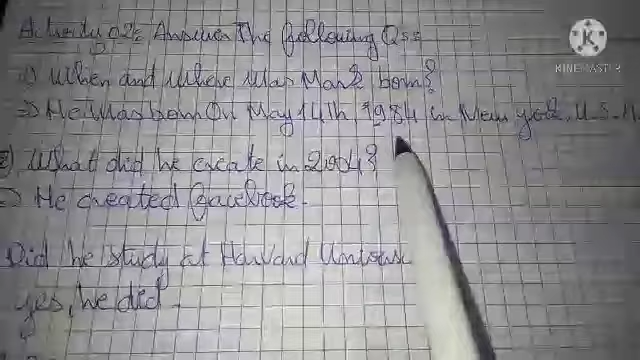 Activity 02: Answer The following Qss
1) When and Where Was Mark born?
=> He Was born On May 14th, 1984 in New york, U.S.A
2) What did he create in 2004?
=> He created facebook.
Did he study at Harvard
yes, he did.
K
KINEMASTER